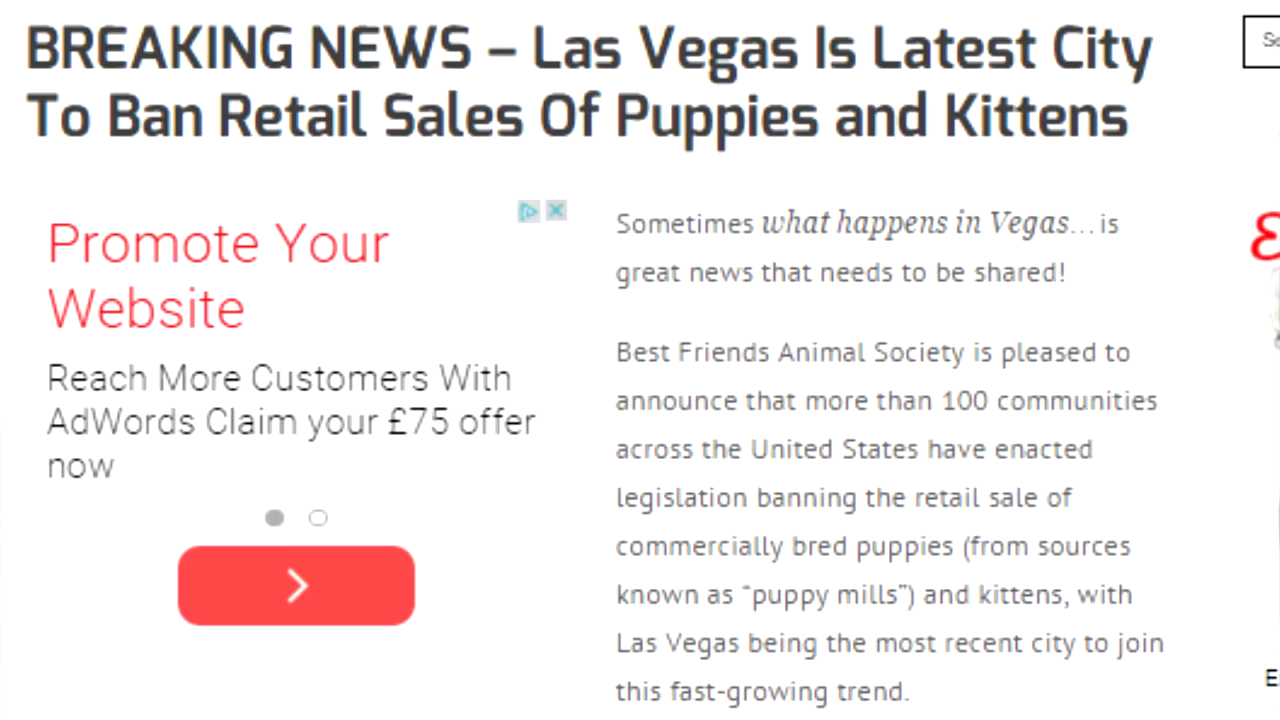 BREAKING NEWS – Las Vegas Is Latest City
To Ban Retail Sales Of Puppies and Kittens
Promote Your
Website
Reach More Customers With
AdWords Claim your £75 offer
now
Sometimes what happens in Vegas... is
great news that needs to be shared!
Best Friends Animal Society is pleased to
announce that more than 100 communities
across the United States have enacted
legislation banning the retail sale of
commercially bred puppies (from sources
known as “puppy mills”) and kittens, with
Las Vegas being the most recent city to join
this fast-growing trend.